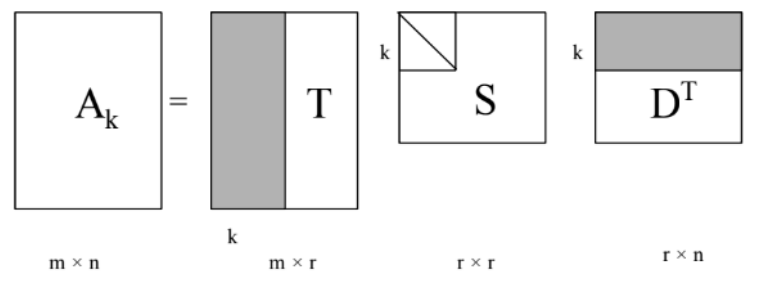 A_k = T S D^T
k k k
m × n m × r r × r r × n